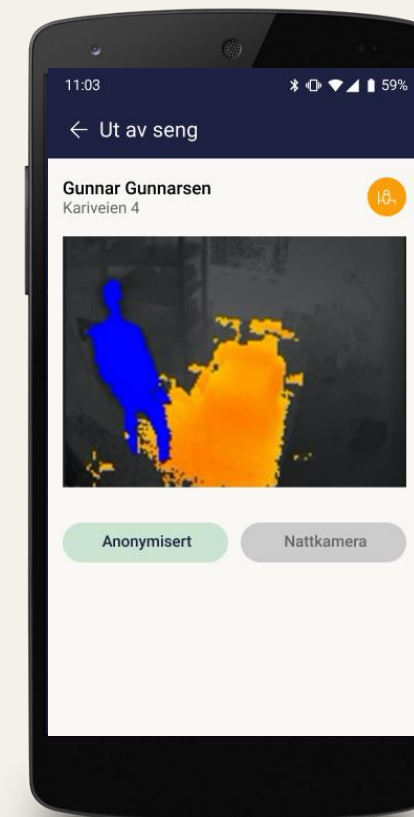 11:03
59%
← Ut av seng
Gunnar Gunnarsen
Kariveien 4
Anonymisert
Nattkamera